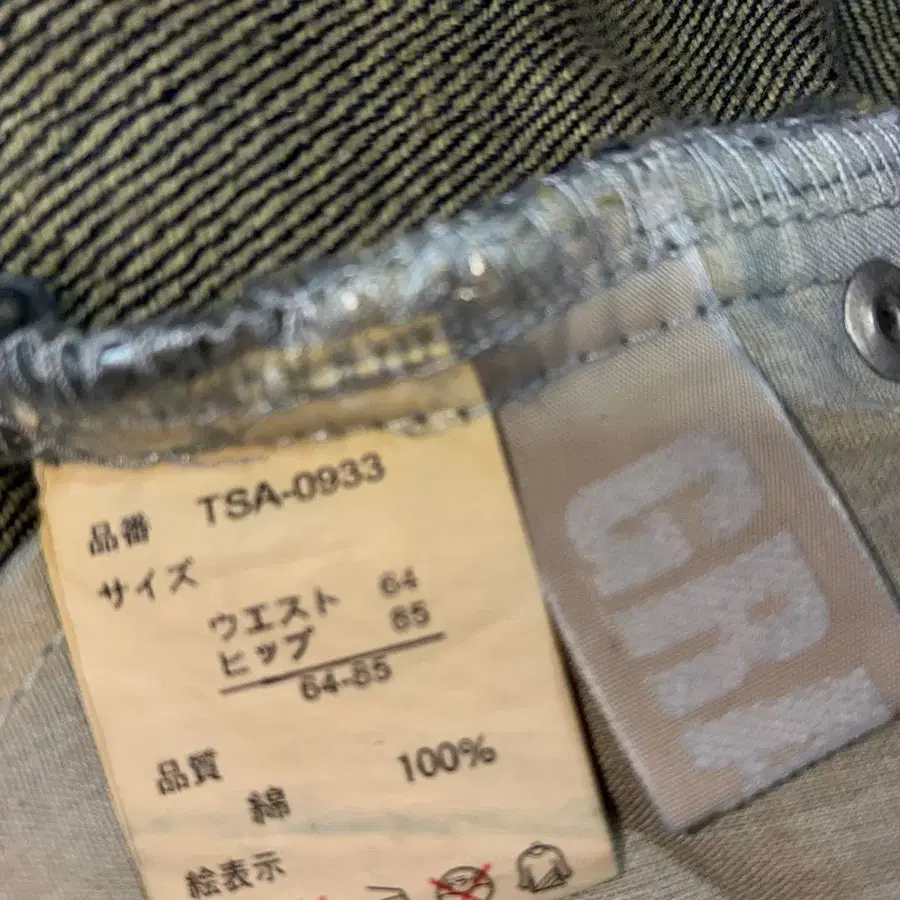 品番 TSA-0933
サイズ
ウエスト 64
ヒップ 85
64-85
品質
綿 100%
絵表示